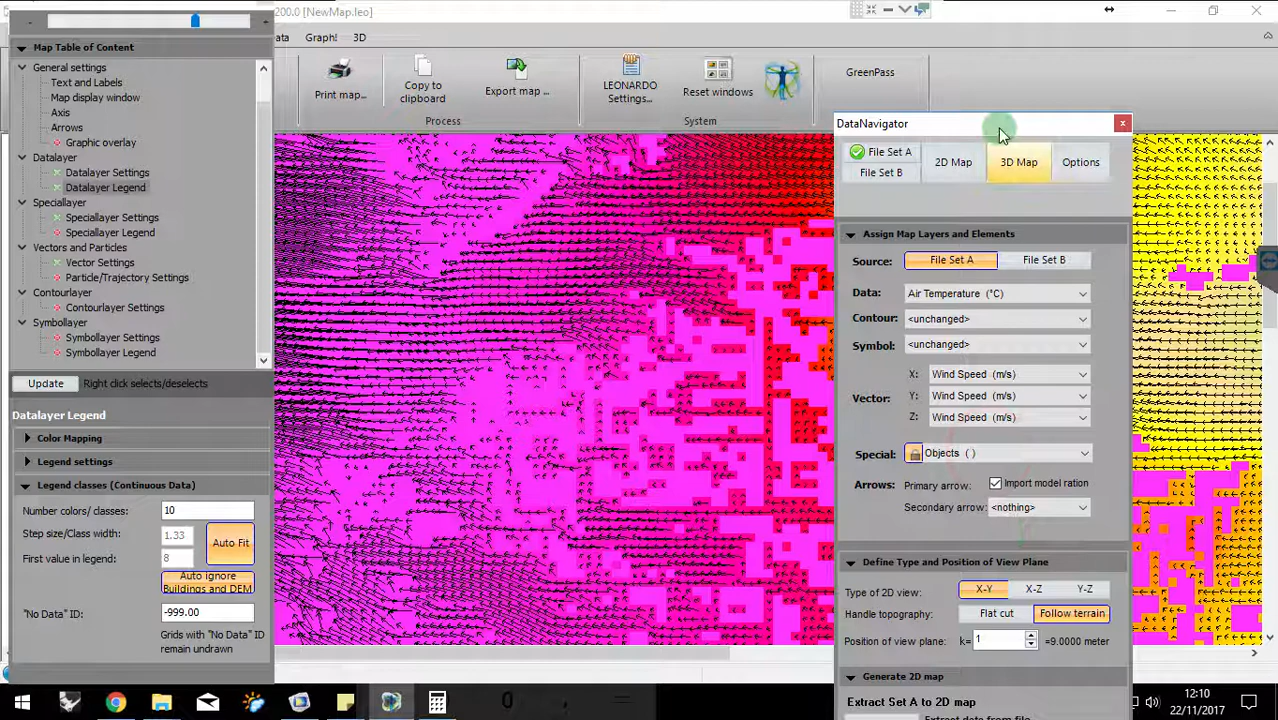 200.0 [NewMap.leo]
Map Table of Content
ata Graph! 3D
General settings
Text and Labels
Map display window
Axis
Arrows
Graphic overlay
Datalayer
Datalayer Settings
Datalayer Legend
Speciallayer
Speciallayer Settings
Speciallayer Legend
Vectors and Particles
Vector Settings
Particle/Trajectory Settings
Contourlayer
Contourlayer Settings
Symbollayer
Symbollayer Settings
Symbollayer Legend
Update Right click selects/deselects
Datalayer Legend
Color Mapping
Legend settings
Legend classes (Continuous Data)
Number colors/classes: 10
Step size/Class width: 1.33
First value in legend: 8
Auto Fit
Auto ignore
Buildings and DEM
"No Data" ID: -999.00
Grids with "No Data" ID
remain undrawn
Print map...
Copy to
clipboard
Export map ...
Process
LEONARDO
Settings...
Reset windows
System
GreenPass
DataNavigator
File Set A
File Set B
2D Map
3D Map
Options
Assign Map Layers and Elements
Source: File Set A File Set B
Data: Air Temperature (°C)
Contour: <unchanged>
Symbol: <unchanged>
Vector:
X: Wind Speed (m/s)
Y: Wind Speed (m/s)
Z: Wind Speed (m/s)
Special: Objects ( )
Arrows: Primary arrow: Import model ration
Secondary arrow: <nothing>
Define Type and Position of View Plane
Type of 2D view: X-Y X-Z Y-Z
Handle topography: Flat cut Follow terrain
Position of view plane: k= 1 =9.0000 meter
Generate 2D map
Extract Set A to 2D map
Extract data from file
12:10
22/11/2017